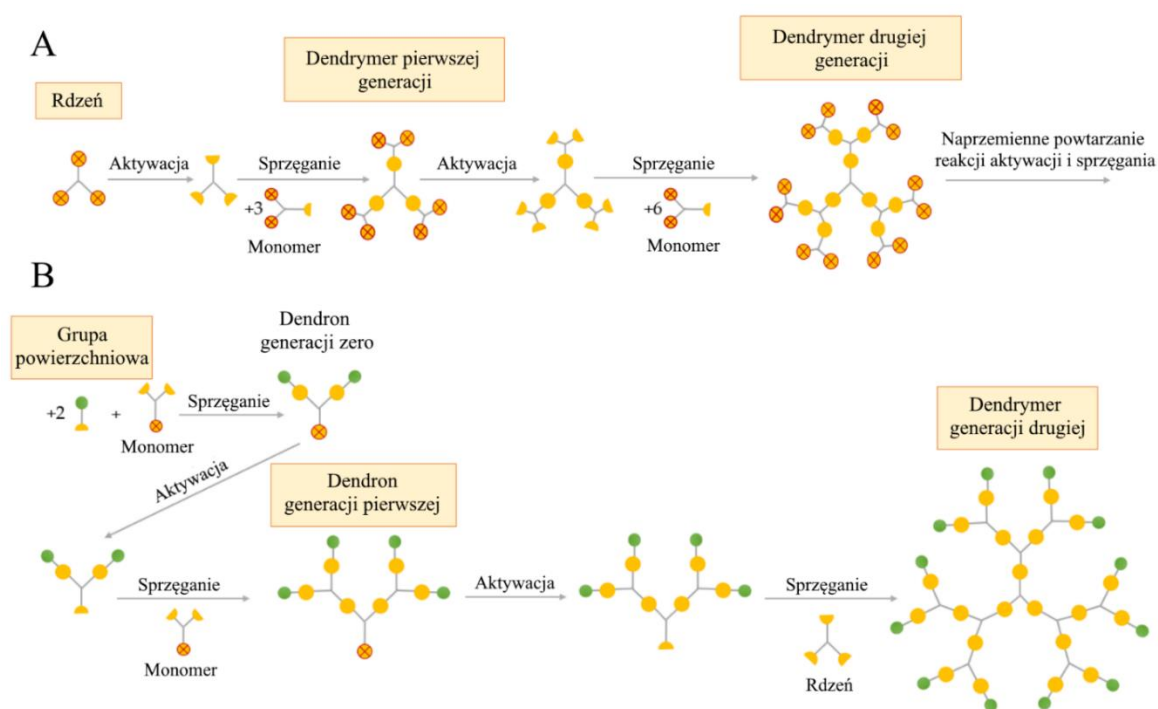 A
Rdzeń
Aktywacja
Sprzęganie
+3
Monomer
Dendrymer pierwszej
generacji
Aktywacja
Sprzęganie
+6
Monomer
Dendrymer drugiej
generacji
Naprzemienne powtarzanie
reakcji aktywacji i sprzęgania
B
Grupa
powierzchniowa
+2
+
Monomer
Sprzęganie
Dendron
generacji zero
Aktywacja
Sprzęganie
Monomer
Dendron
generacji pierwszej
Aktywacja
Sprzęganie
Rdzeń
Dendrymer
generacji drugiej